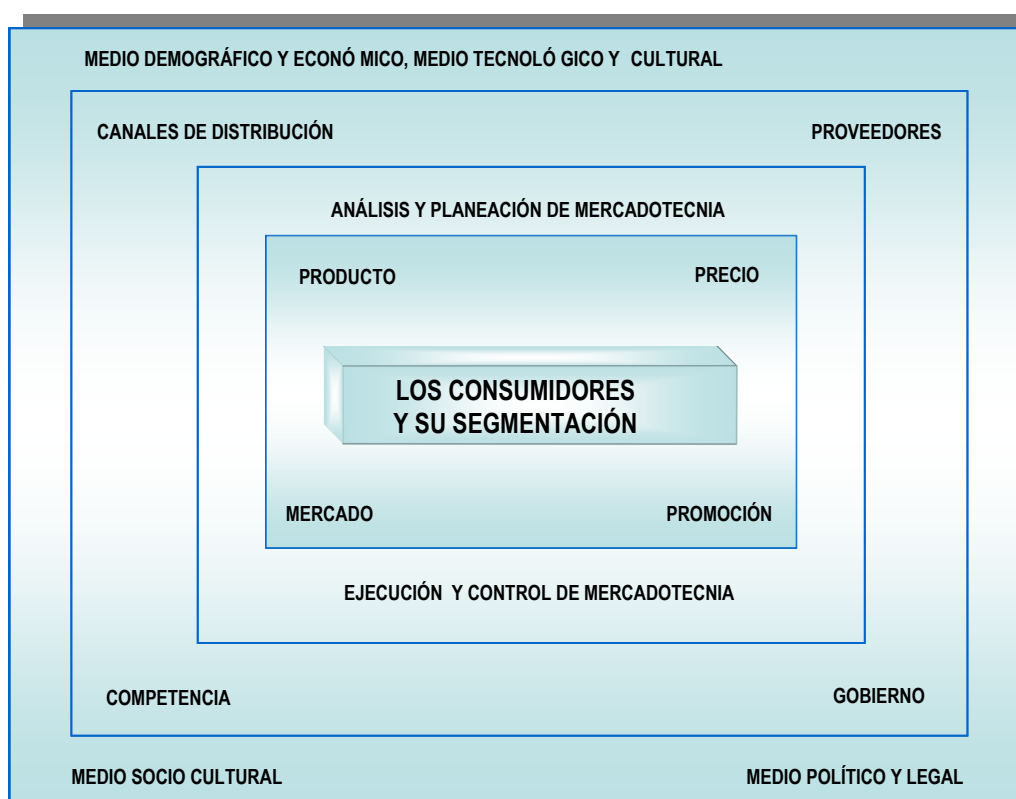 MEDIO DEMOGRÁFICO Y ECONÓ MICO, MEDIO TECNOLÓ GICO Y CULTURAL
CANALES DE DISTRIBUCIÓN
PROVEEDORES
ANÁLISIS Y PLANEACIÓN DE MERCADOTECNIA
PRODUCTO
PRECIO
LOS CONSUMIDORES
Y SU SEGMENTACIÓN
MERCADO
PROMOCIÓN
EJECUCIÓN Y CONTROL DE MERCADOTECNIA
COMPETENCIA
GOBIERNO
MEDIO SOCIO CULTURAL
MEDIO POLÍTICO Y LEGAL